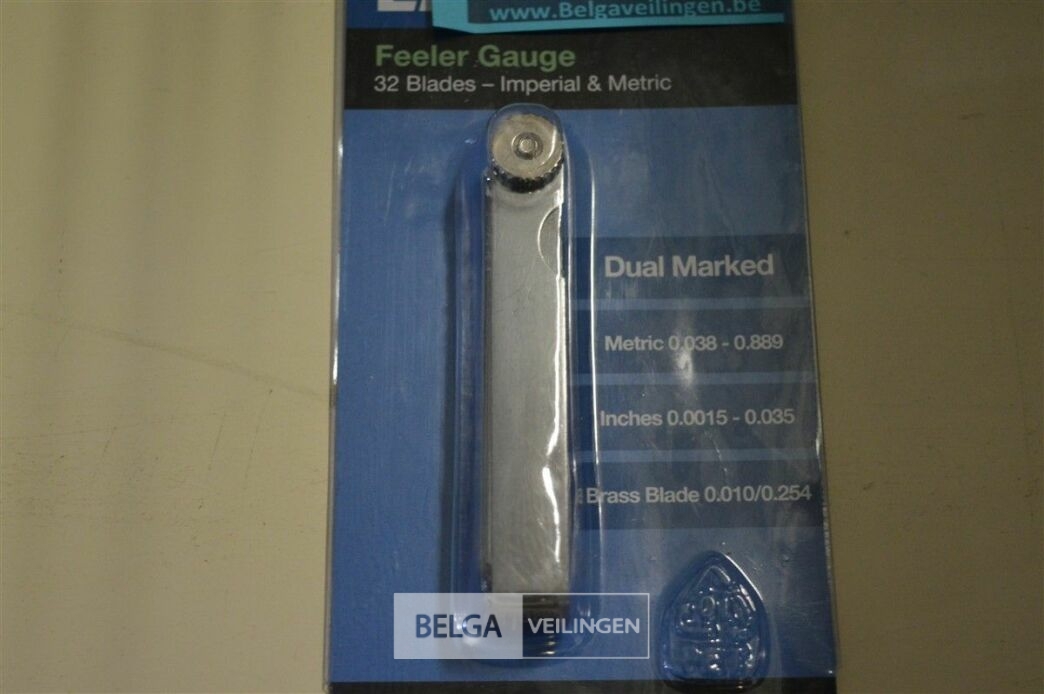 www.Belgaveilingen.be
Feeler Gauge
32 Blades – Imperial & Metric
Dual Marked
Metric 0.038 - 0.889
Inches 0.0015 - 0.035
Brass Blade 0.010/0.254
BELGA VEILINGEN